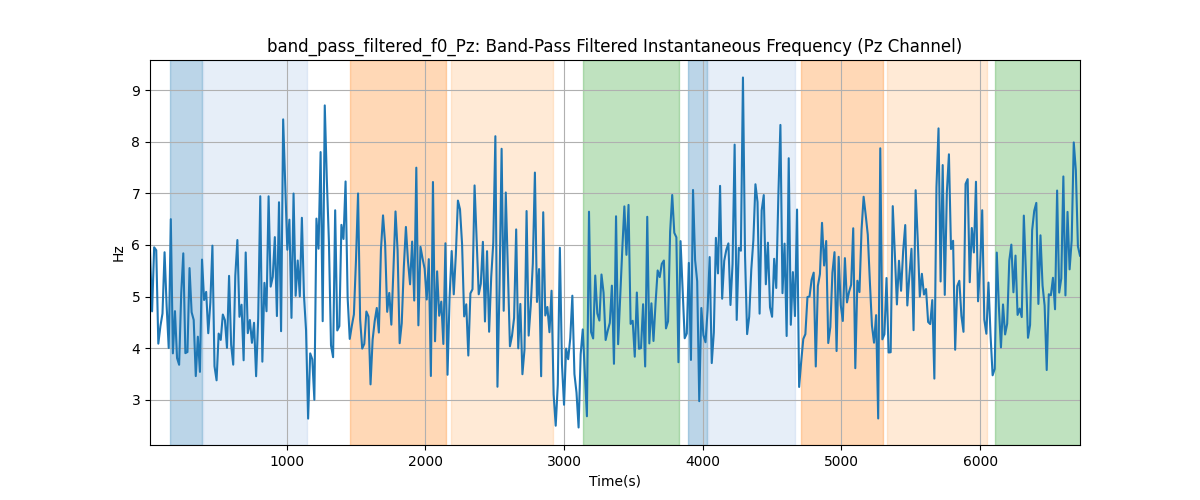 band_pass_filtered_f0_Pz: Band-Pass Filtered Instantaneous Frequency (Pz Channel)
9
8
7
6
5
4
3
Hz
1000 2000 3000 4000 5000 6000
Time(s)